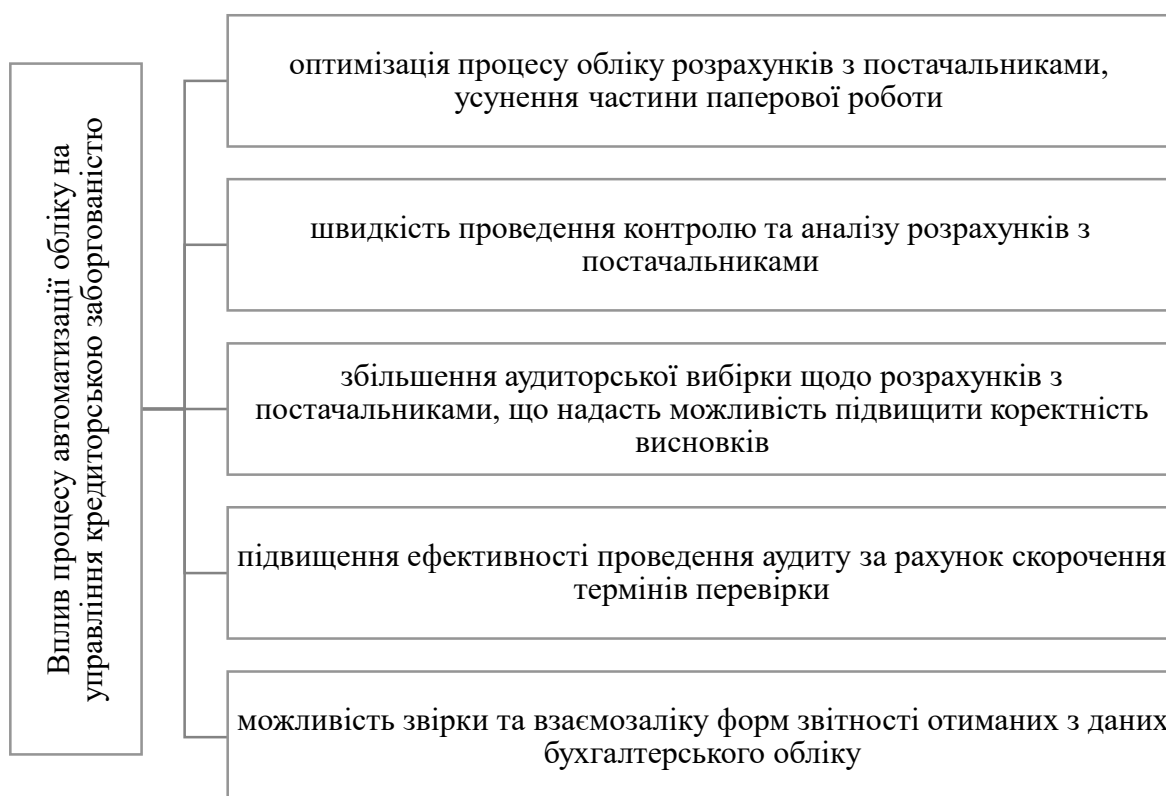 Вплив процесу автоматизації обліку на
управління кредиторською заборгованістю
оптимізація процесу обліку розрахунків з постачальниками,
усунення частини паперової роботи
швидкість проведення контролю та аналізу розрахунків з
постачальниками
збільшення аудиторської вибірки щодо розрахунків з
постачальниками, що надасть можливість підвищити коректність
висновків
підвищення ефективності проведення аудиту за рахунок скорочення
термінів перевірки
можливість звірки та взаємозаліку форм звітності отиманих з даних
бухгалтерського обліку